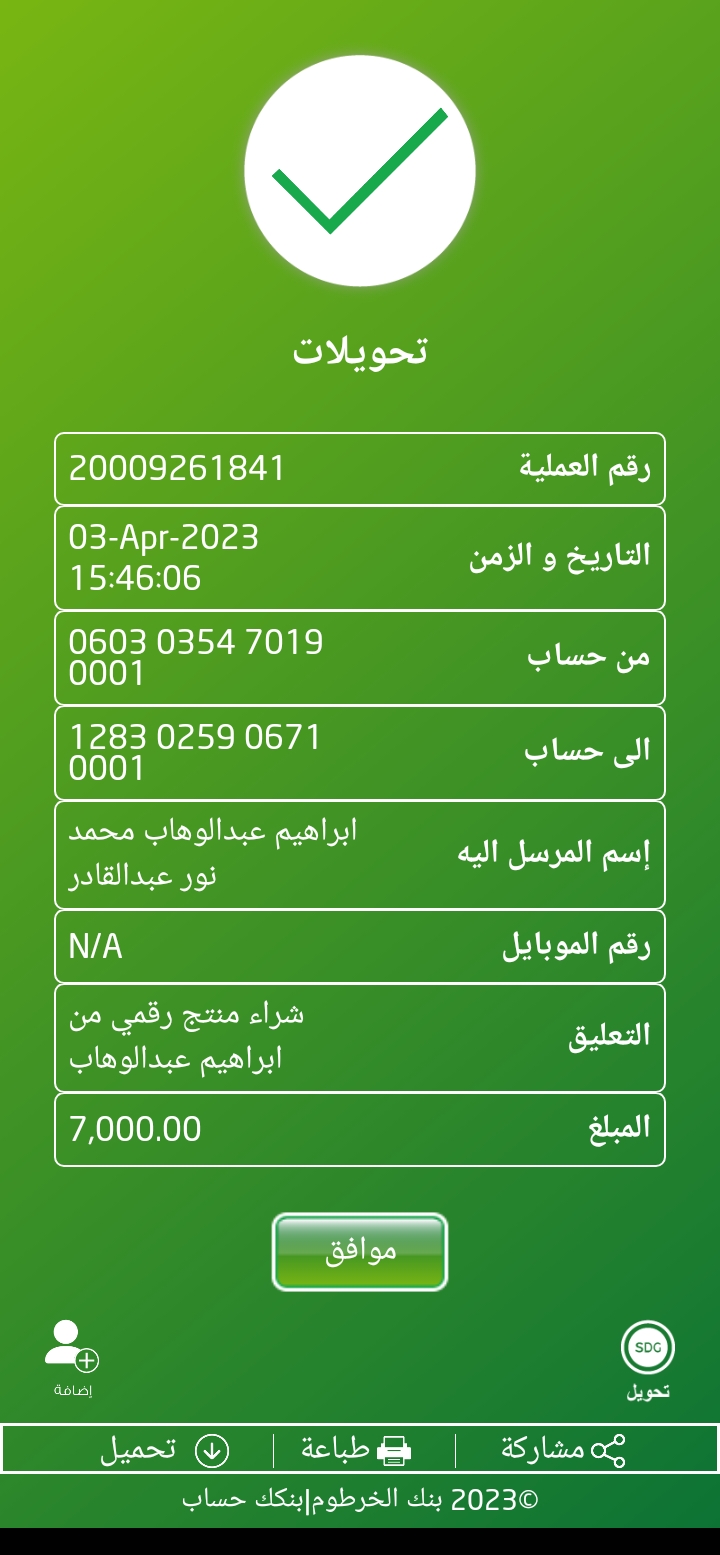 تحويلات
رقم العملية 20009261841
التاريخ و الزمن 03-Apr-2023
15:46:06
من حساب 0603 0354 7019
0001
الى حساب 1283 0259 0671
0001
إسم المرسل اليه ابراهيم عبدالوهاب محمد
نور عبدالقادر
رقم الموبايل N/A
التعليق شراء منتج رقمي من
ابراهيم عبدالوهاب
المبلغ 7,000.00
موافق
SDG
تحويل
إضافة
مشاركة
طباعة
تحميل
©2023 بنك الخرطوم|بنكك حساب